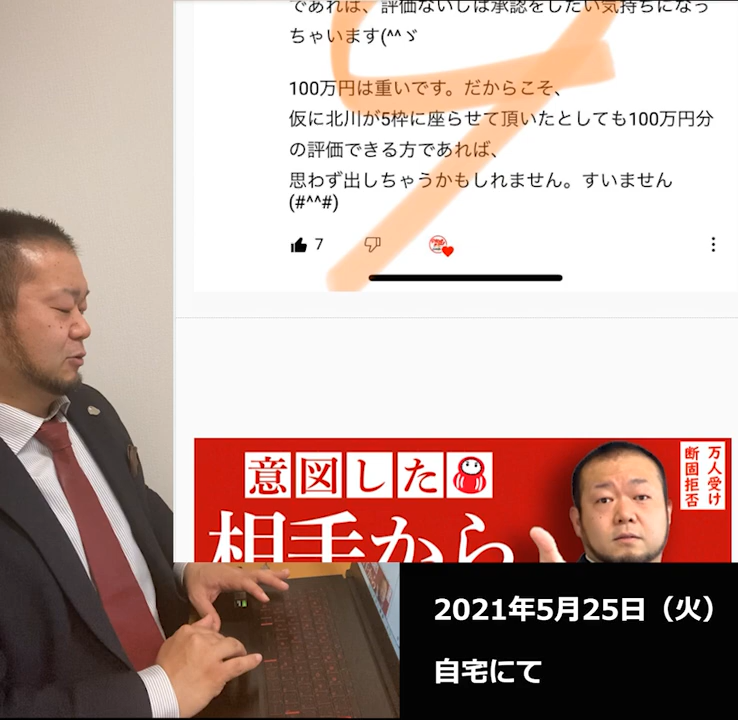 であれば、評価ないしは承認をしたい気持ちになっ
ちゃいます(^^ゞ
100万円は重いです。だからこそ、
仮に北川が5枠に座らせて頂いたとしても100万円分
の評価できる方であれば、
思わず出しちゃうかもしれません。すいません
(#^^#)
7
意図した
相手から
万人受け
断固拒否
2021年5月25日（火）
自宅にて